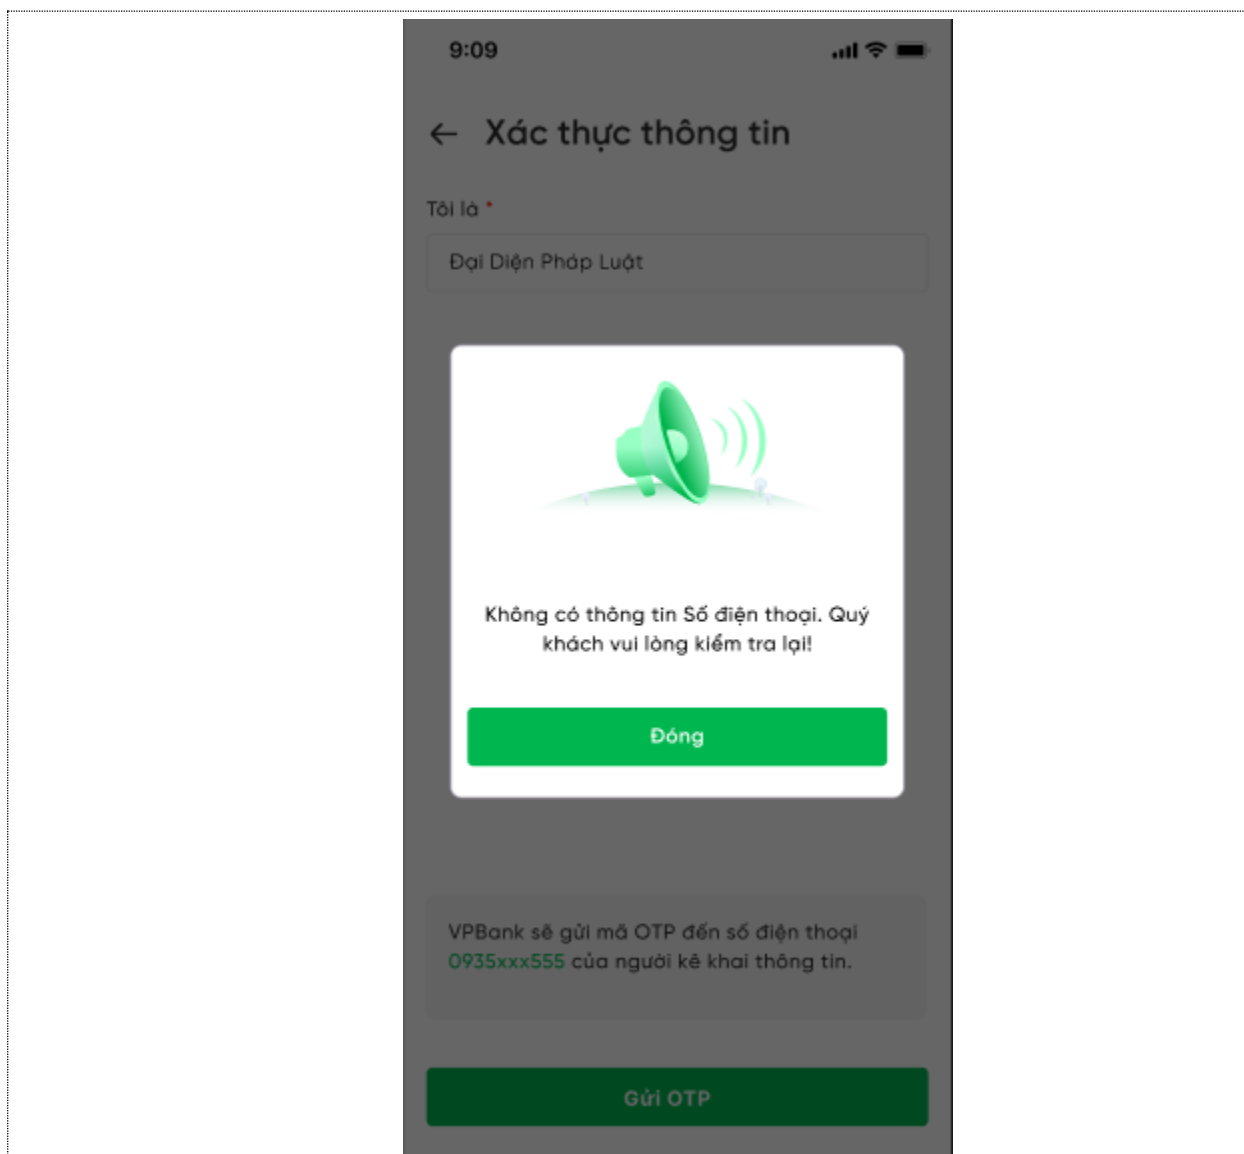 9:09
← Xác thực thông tin
Tôi là *
Đại Diện Pháp Luật
Không có thông tin Số điện thoại. Quý
khách vui lòng kiểm tra lại!
Đóng
VPBank sẽ gửi mã OTP đến số điện thoại
0935xxx555 của người kê khai thông tin.
Gửi OTP